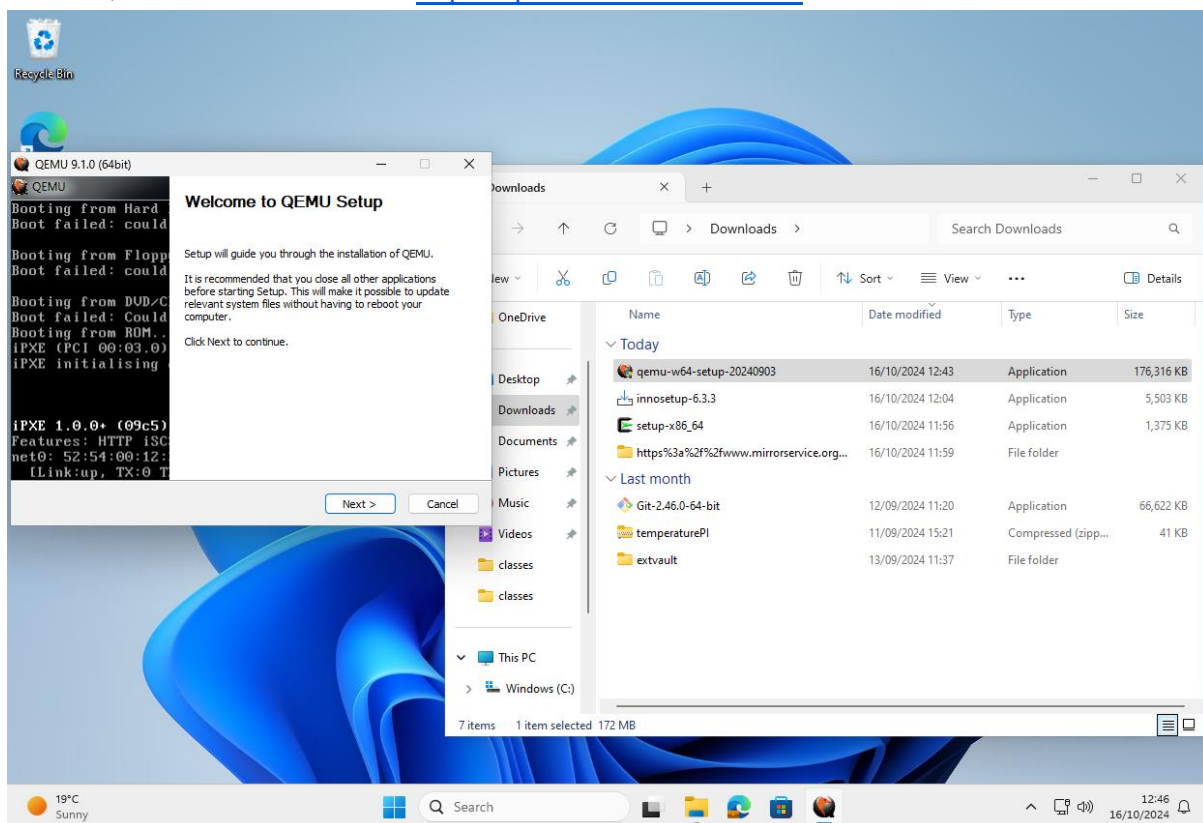 Recycle Bin
QEMU 9.1.0 (64bit)
QEMU
Booting from Hard
Boot failed: could
Booting from Flopp
Boot failed: could
Booting from DVD/C
Boot failed: Could
Booting from ROM..
iPXE (PCI 00:03.0)
iPXE initialising
iPXE 1.0.0+ (09c5)
Features: HTTP iSC
net0: 52:54:00:12:
[Link:up, TX:0 T
Welcome to QEMU Setup
Setup will guide you through the installation of QEMU.
It is recommended that you close all other applications
before starting Setup. This will make it possible to update
relevant system files without having to reboot your
computer.
Click Next to continue.
Next >
Cancel
Downloads
Downloads
Search Downloads
Sort
View
Details
OneDrive
Desktop
Downloads
Documents
Pictures
Music
Videos
classes
classes
This PC
Windows (C:)
Name Date modified Type Size
Today
qemu-w64-setup-20240903 16/10/2024 12:43 Application 176,316 KB
innosetup-6.3.3 16/10/2024 12:04 Application 5,503 KB
setup-x86_64 16/10/2024 11:56 Application 1,375 KB
https%3a%2f%2fwww.mirrorservice.org... 16/10/2024 11:59 File folder
Last month
Git-2.46.0-64-bit 12/09/2024 11:20 Application 66,622 KB
temperaturePI 11/09/2024 15:21 Compressed (zipp... 41 KB
extvault 13/09/2024 11:37 File folder
7 items 1 item selected 172 MB
19°C
Sunny
Search
12:46
16/10/2024